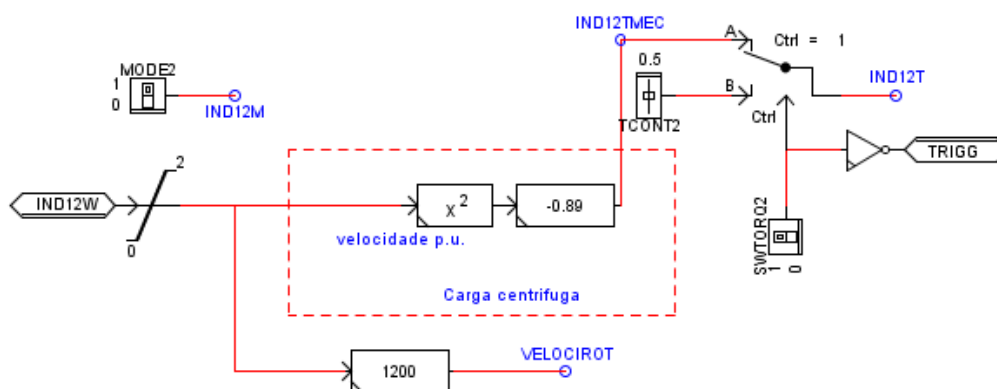 IND12TMEC
A
Ctrl = 1
0.5
MODE2
1
0
IND12M
B
IND12T
TCONT2
Ctrl
TRIGG
2
IND12W
0
X 2
-0.89
velocidade p.u.
SWTORQ2
1
0
Carga centrifuga
VELOCIROT
1200